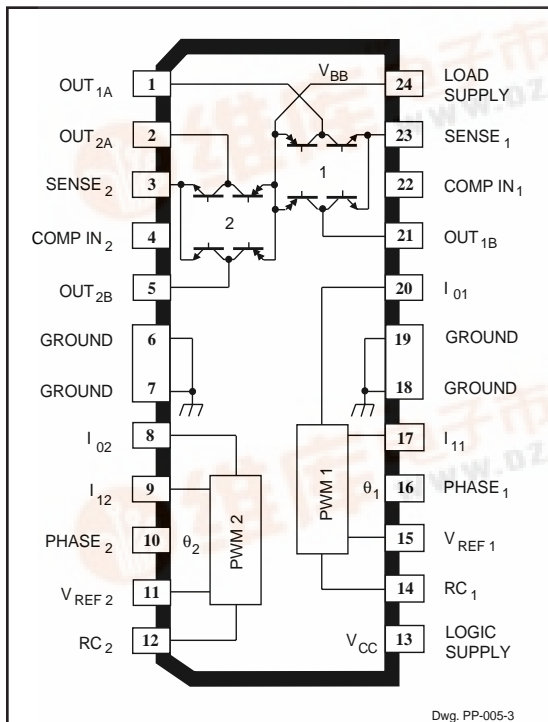 OUT1A 1 VBB 24 LOAD SUPPLY
OUT2A 2 23 SENSE1
SENSE2 3 1 22 COMP IN1
COMP IN2 4 2 21 OUT1B
OUT2B 5 20 I01
GROUND 6 19 GROUND
GROUND 7 18 GROUND
I02 8 17 I11
I12 9 PWM 2 PWM 1 θ1 16 PHASE1
PHASE2 10 θ2 15 VREF 1
VREF 2 11 14 RC1
RC2 12 VCC 13 LOGIC SUPPLY
Dwg. PP-005-3